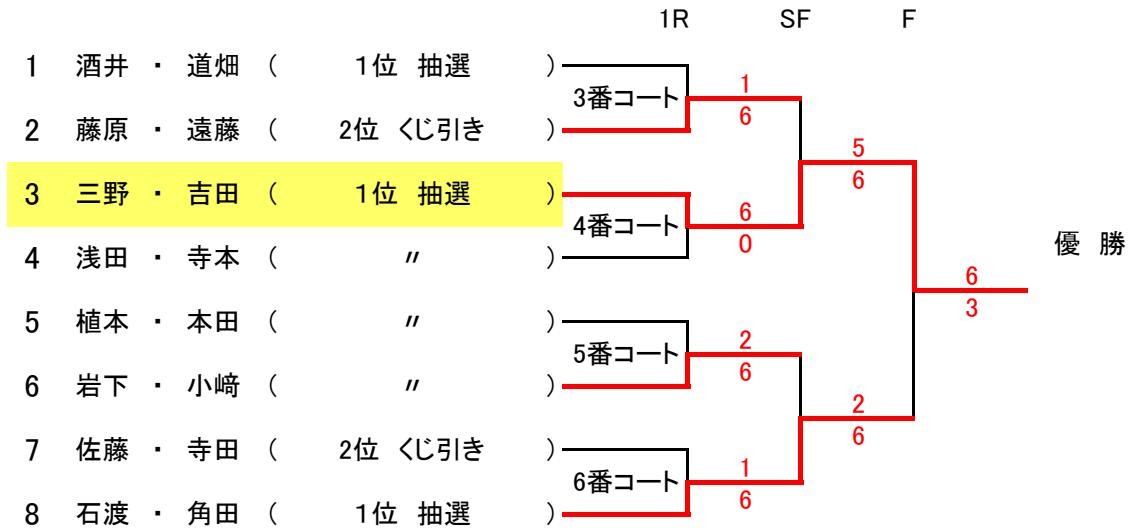 1R SF F
1 酒井 ・ 道畑 ( 1位 抽選 )
3番コート 1
6
2 藤原 ・ 遠藤 ( 2位 くじ引き )
5
6
3 三野 ・ 吉田 ( 1位 抽選 )
4番コート 6
0
4 浅田 ・ 寺本 ( 〃 )
優 勝
6
3
5 植本 ・ 本田 ( 〃 )
5番コート 2
6
6 岩下 ・ 小﨑 ( 〃 )
2
6
7 佐藤 ・ 寺田 ( 2位 くじ引き )
6番コート 1
6
8 石渡 ・ 角田 ( 1位 抽選 )